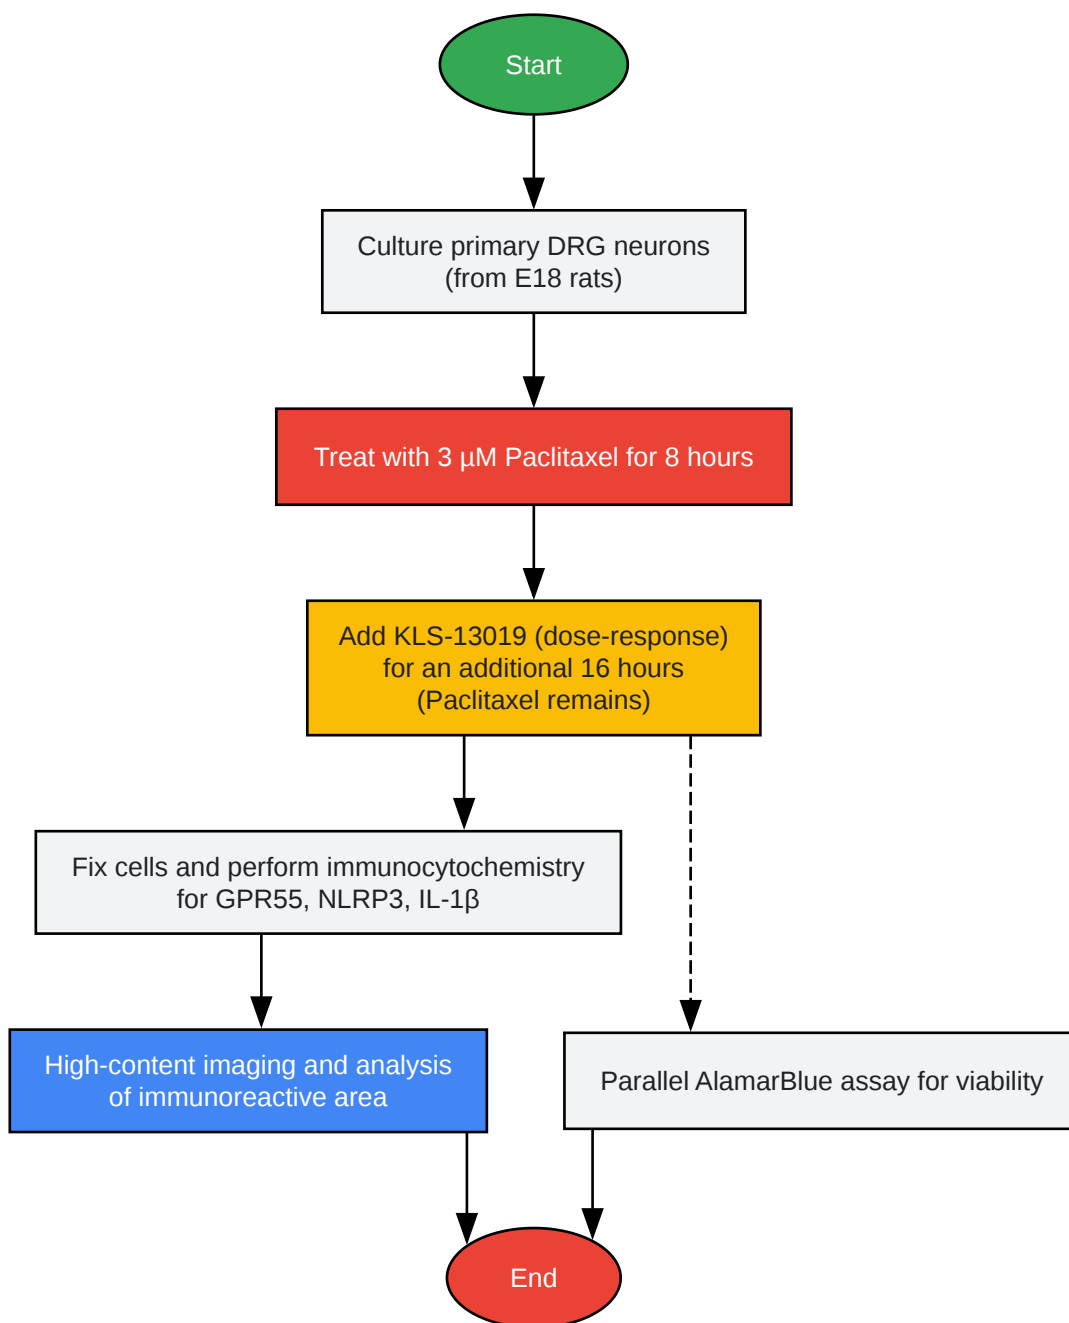 Start
Culture primary DRG neurons
(from E18 rats)
Treat with 3 µM Paclitaxel for 8 hours
Add KLS-13019 (dose-response)
for an additional 16 hours
(Paclitaxel remains)
Fix cells and perform immunocytochemistry
for GPR55, NLRP3, IL-1β
High-content imaging and analysis
of immunoreactive area
Parallel AlamarBlue assay for viability
End